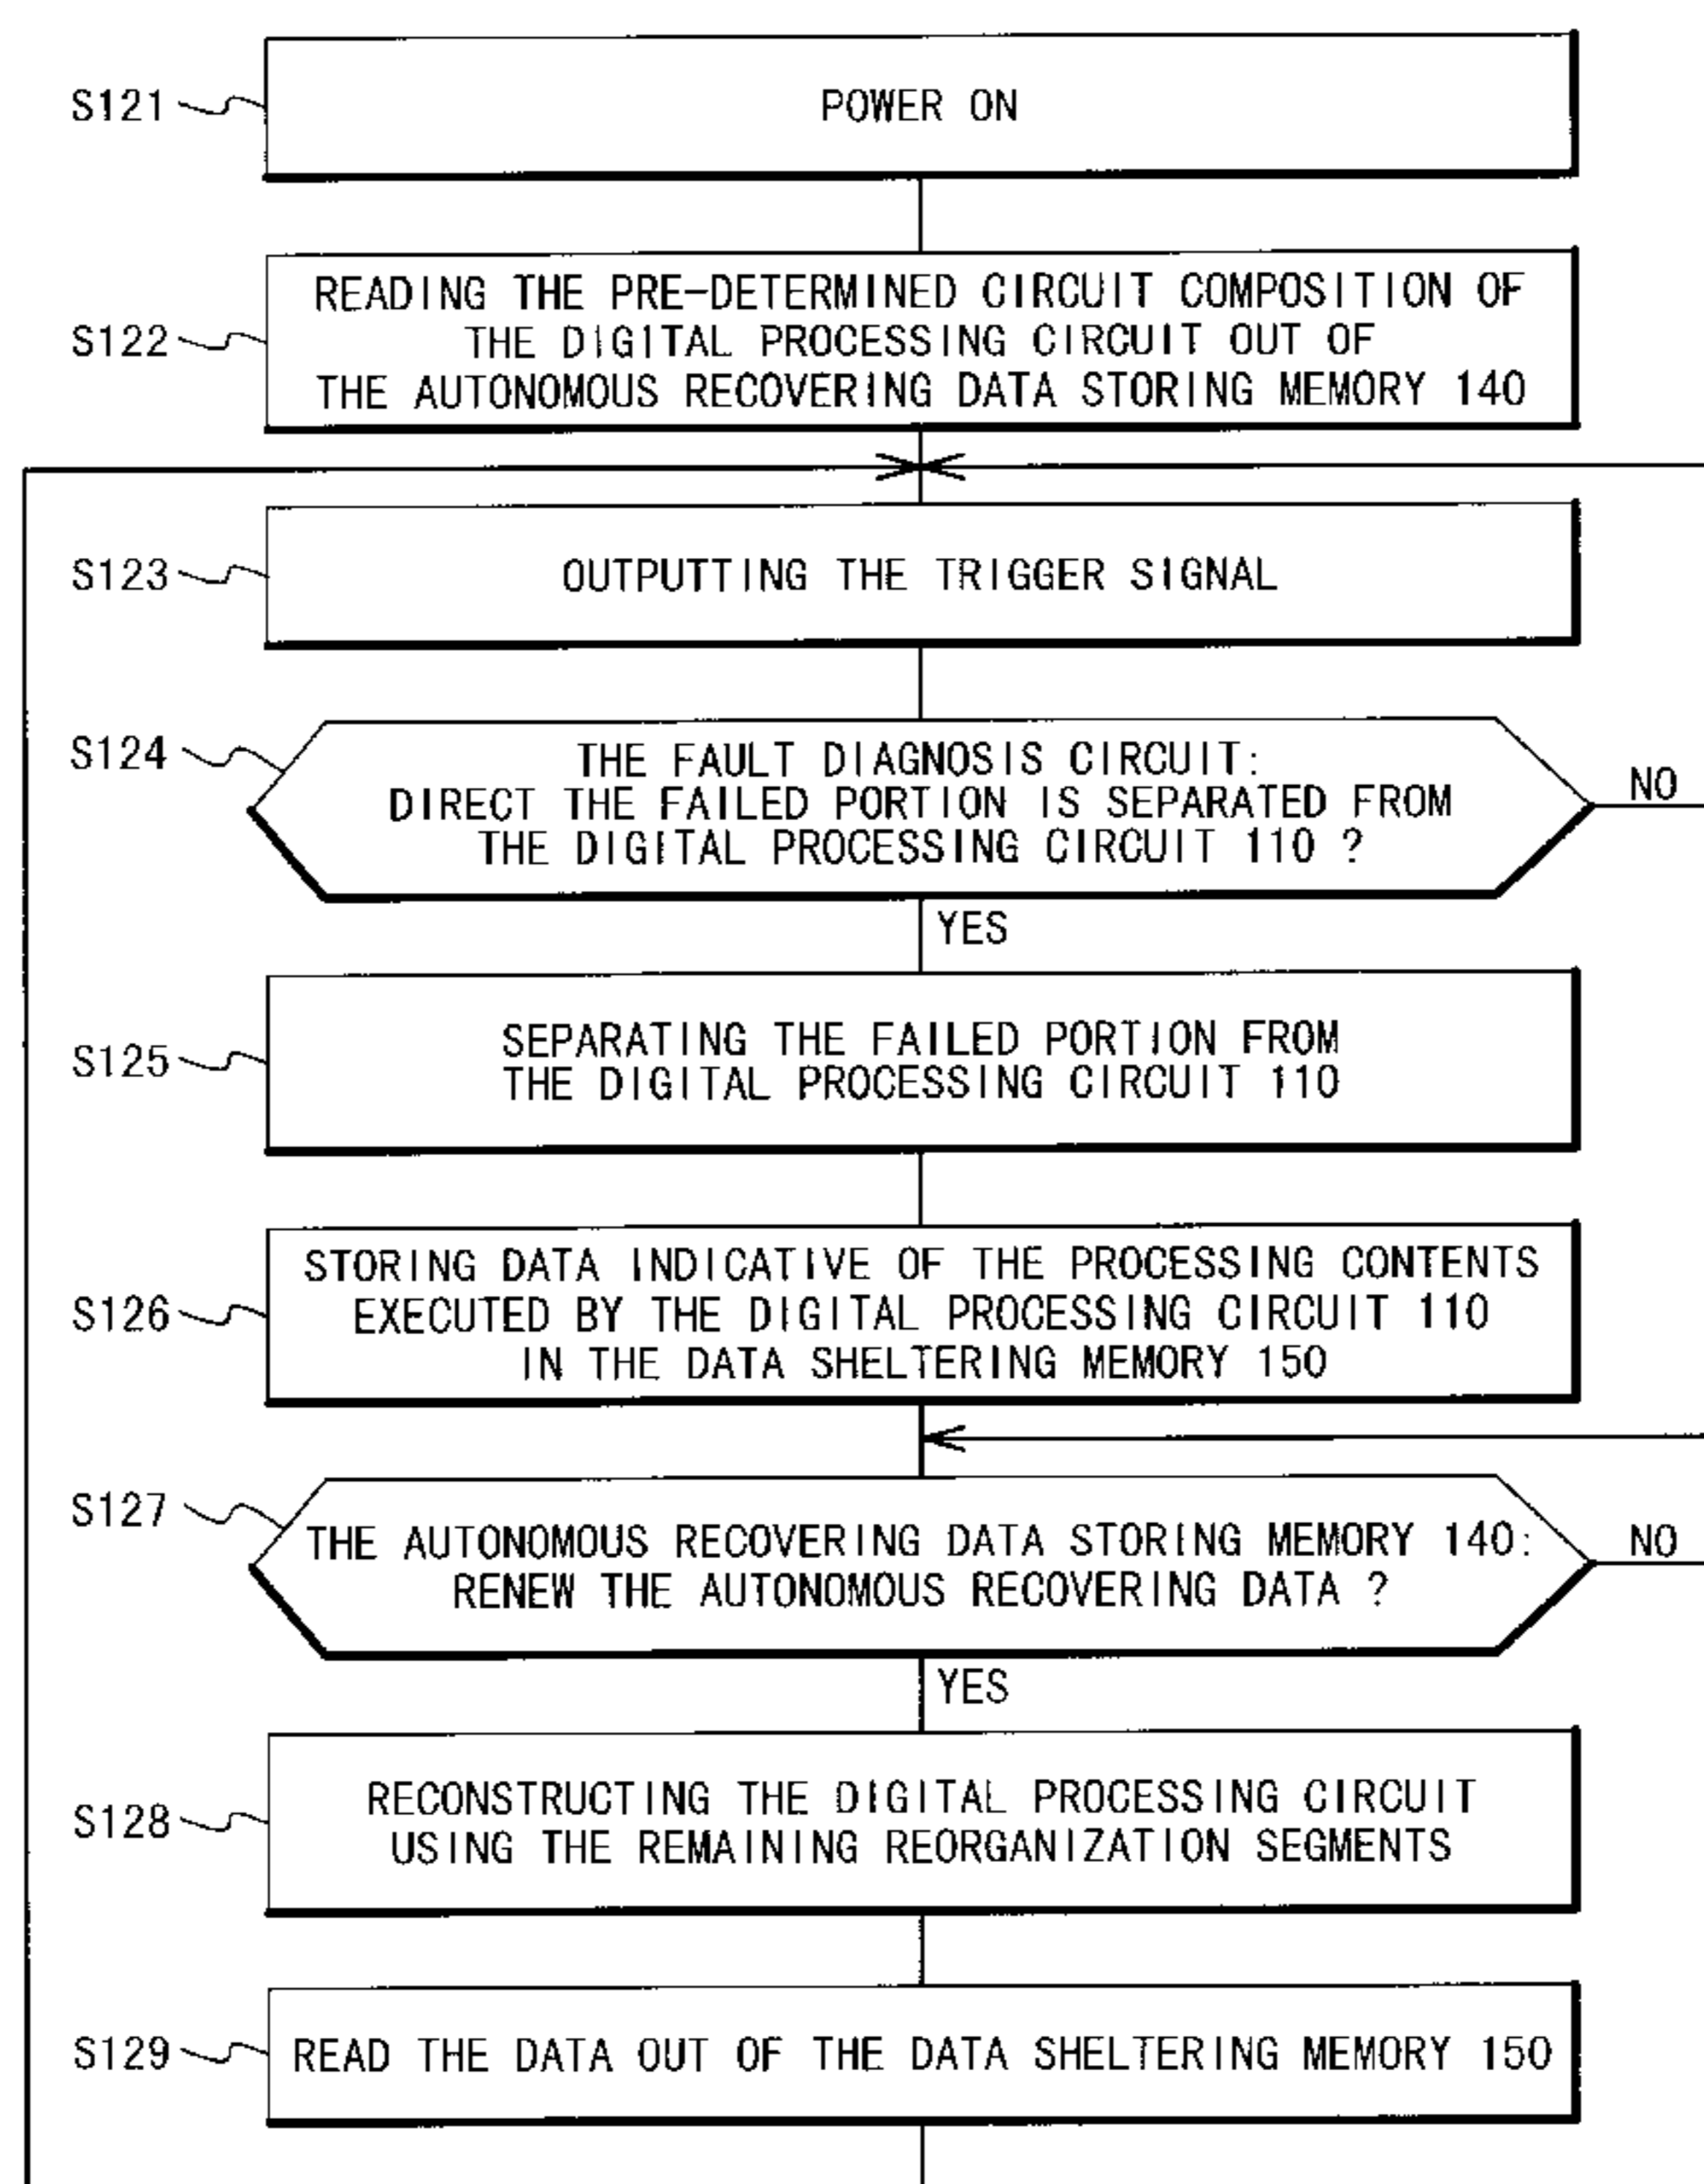 S121
POWER ON
S122
READING THE PRE-DETERMINED CIRCUIT COMPOSITION OF
THE DIGITAL PROCESSING CIRCUIT OUT OF
THE AUTONOMOUS RECOVERING DATA STORING MEMORY 140
S123
OUTPUTTING THE TRIGGER SIGNAL
S124
THE FAULT DIAGNOSIS CIRCUIT:
DIRECT THE FAILED PORTION IS SEPARATED FROM
THE DIGITAL PROCESSING CIRCUIT 110 ?
NO
YES
S125
SEPARATING THE FAILED PORTION FROM
THE DIGITAL PROCESSING CIRCUIT 110
S126
STORING DATA INDICATIVE OF THE PROCESSING CONTENTS
EXECUTED BY THE DIGITAL PROCESSING CIRCUIT 110
IN THE DATA SHELTERING MEMORY 150
S127
THE AUTONOMOUS RECOVERING DATA STORING MEMORY 140:
RENEW THE AUTONOMOUS RECOVERING DATA ?
NO
YES
S128
RECONSTRUCTING THE DIGITAL PROCESSING CIRCUIT
USING THE REMAINING REORGANIZATION SEGMENTS
S129
READ THE DATA OUT OF THE DATA SHELTERING MEMORY 150